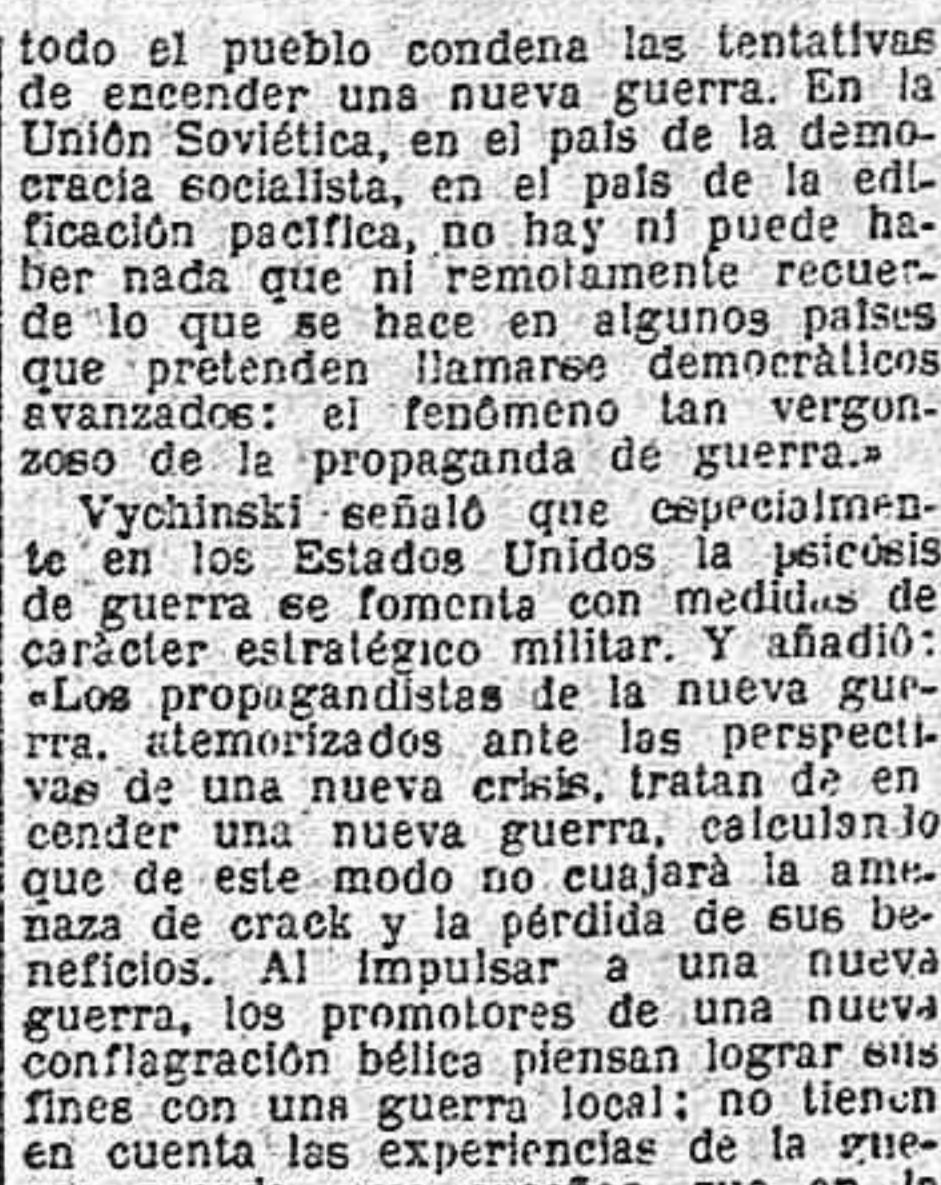 todo el pueblo condena las tentativas
de encender una nueva guerra. En la
Unión Soviética, en el país de la demo-
cracia socialista, en el país de la edi-
ficación pacífica, no hay ni puede ha-
ber nada que ni remotamente recuer-
de lo que se hace en algunos países
que pretenden llamarse democràticos
avanzados: el fenómeno tan vergon-
zoso de la propaganda de guerra.»
Vychinski señaló que especialmen-
te en los Estados Unidos la psicósis
de guerra se fomenta con medidas de
caràcter estratégico militar. Y añadió:
«Los propagandistas de la nueva gue-
rra, atemorizados ante las perspecti-
vas de una nueva crisis, tratan de en
cender una nueva guerra, calculando
que de este modo no cuajarà la ame-
naza de crack y la pérdida de sus be-
neficios. Al impulsar a una nueva
guerra, los promotores de una nueva
conflagración bélica piensan lograr sus
fines con una guerra local; no tienen
en cuenta las experiencias de la gue-